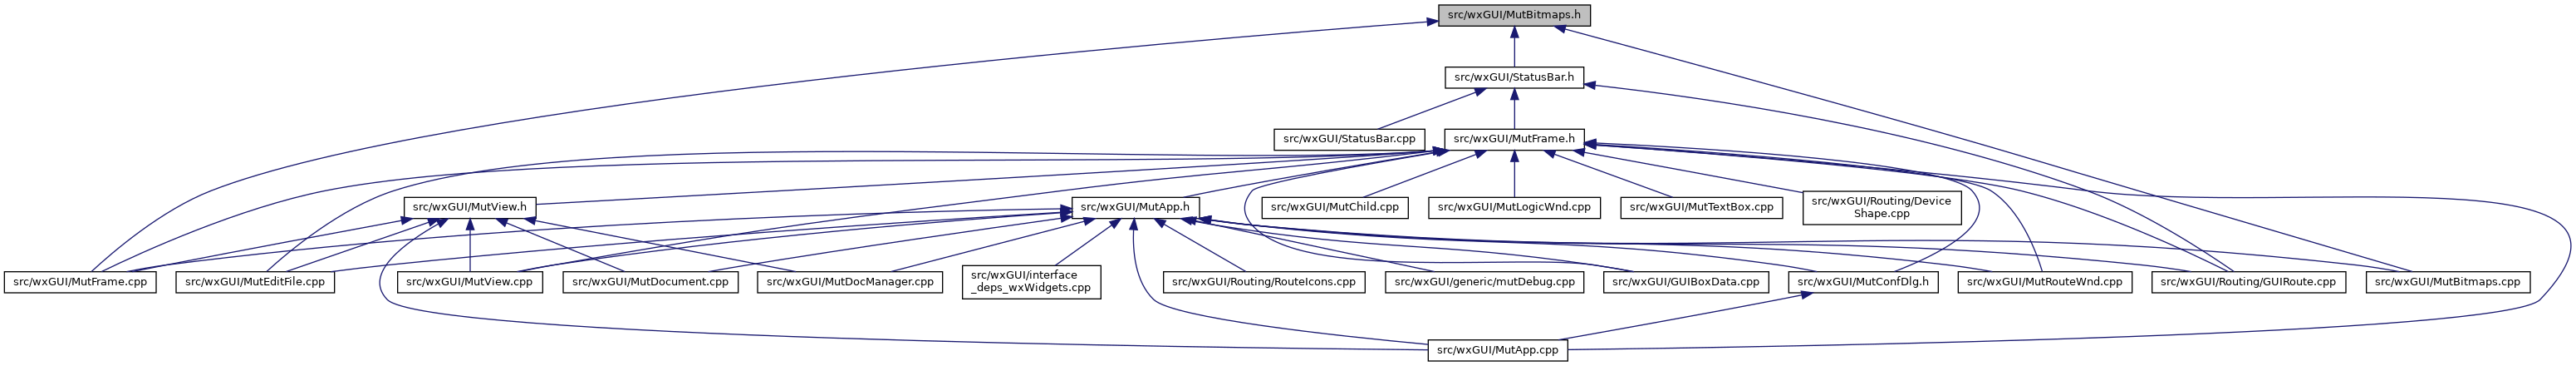 src/wxGUI/MutBitmaps.h
src/wxGUI/StatusBar.h
src/wxGUI/StatusBar.cpp
src/wxGUI/MutFrame.h
src/wxGUI/MutView.h
src/wxGUI/MutApp.h
src/wxGUI/MutChild.cpp
src/wxGUI/MutLogicWnd.cpp
src/wxGUI/MutTextBox.cpp
src/wxGUI/Routing/Device
Shape.cpp
src/wxGUI/MutFrame.cpp
src/wxGUI/MutEditFile.cpp
src/wxGUI/MutView.cpp
src/wxGUI/MutDocument.cpp
src/wxGUI/MutDocManager.cpp
src/wxGUI/interface
_deps_wxWidgets.cpp
src/wxGUI/Routing/RouteIcons.cpp
src/wxGUI/generic/mutDebug.cpp
src/wxGUI/GUIBoxData.cpp
src/wxGUI/MutConfDlg.h
src/wxGUI/MutRouteWnd.cpp
src/wxGUI/Routing/GUIRoute.cpp
src/wxGUI/MutBitmaps.cpp
src/wxGUI/MutApp.cpp